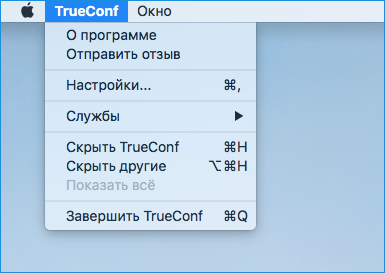 TrueConf Окно
О программе
Отправить отзыв
Настройки... ⌘,
Службы ▶
Скрыть TrueConf ⌘H
Скрыть другие ⌥⌘H
Показать всё
Завершить TrueConf ⌘Q